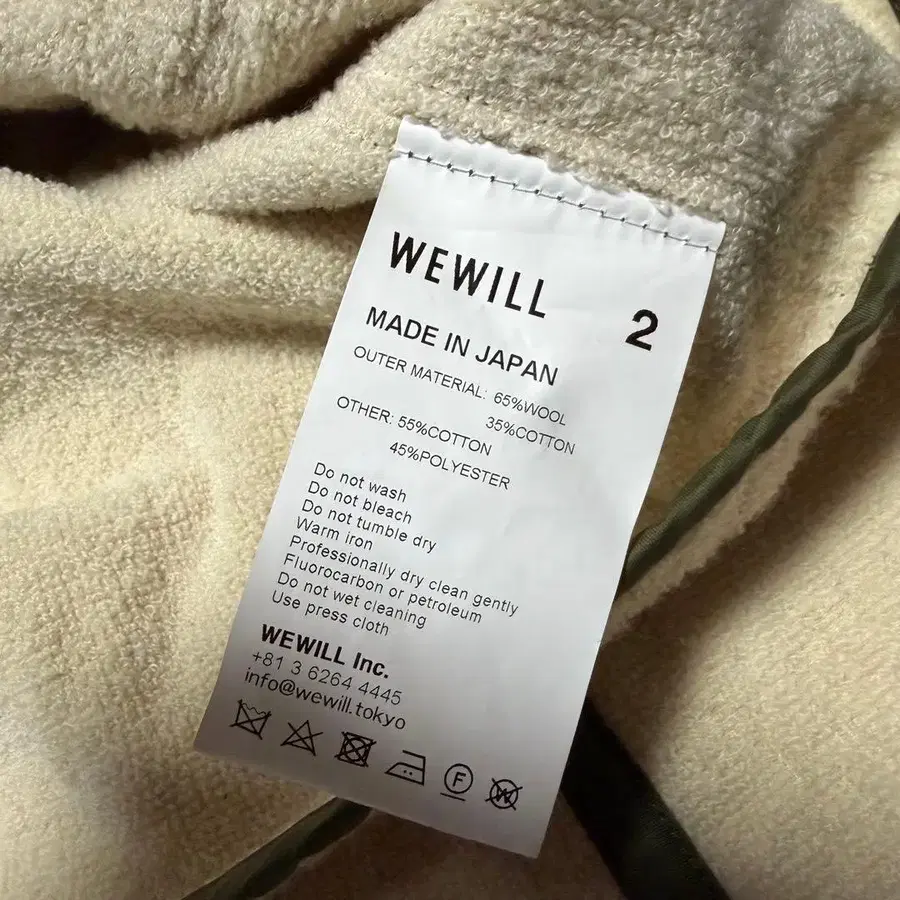 WEWILL
2
MADE IN JAPAN
OUTER MATERIAL: 65%WOOL
35%COTTON
OTHER: 55%COTTON
45%POLYESTER
Do not wash
Do not bleach
Do not tumble dry
Warm iron
Professionally dry clean gently
Fluorocarbon or petroleum
Do not wet cleaning
Use press cloth
WEWILL Inc.
+81 3 6264 4445
info@wewill.tokyo
F W